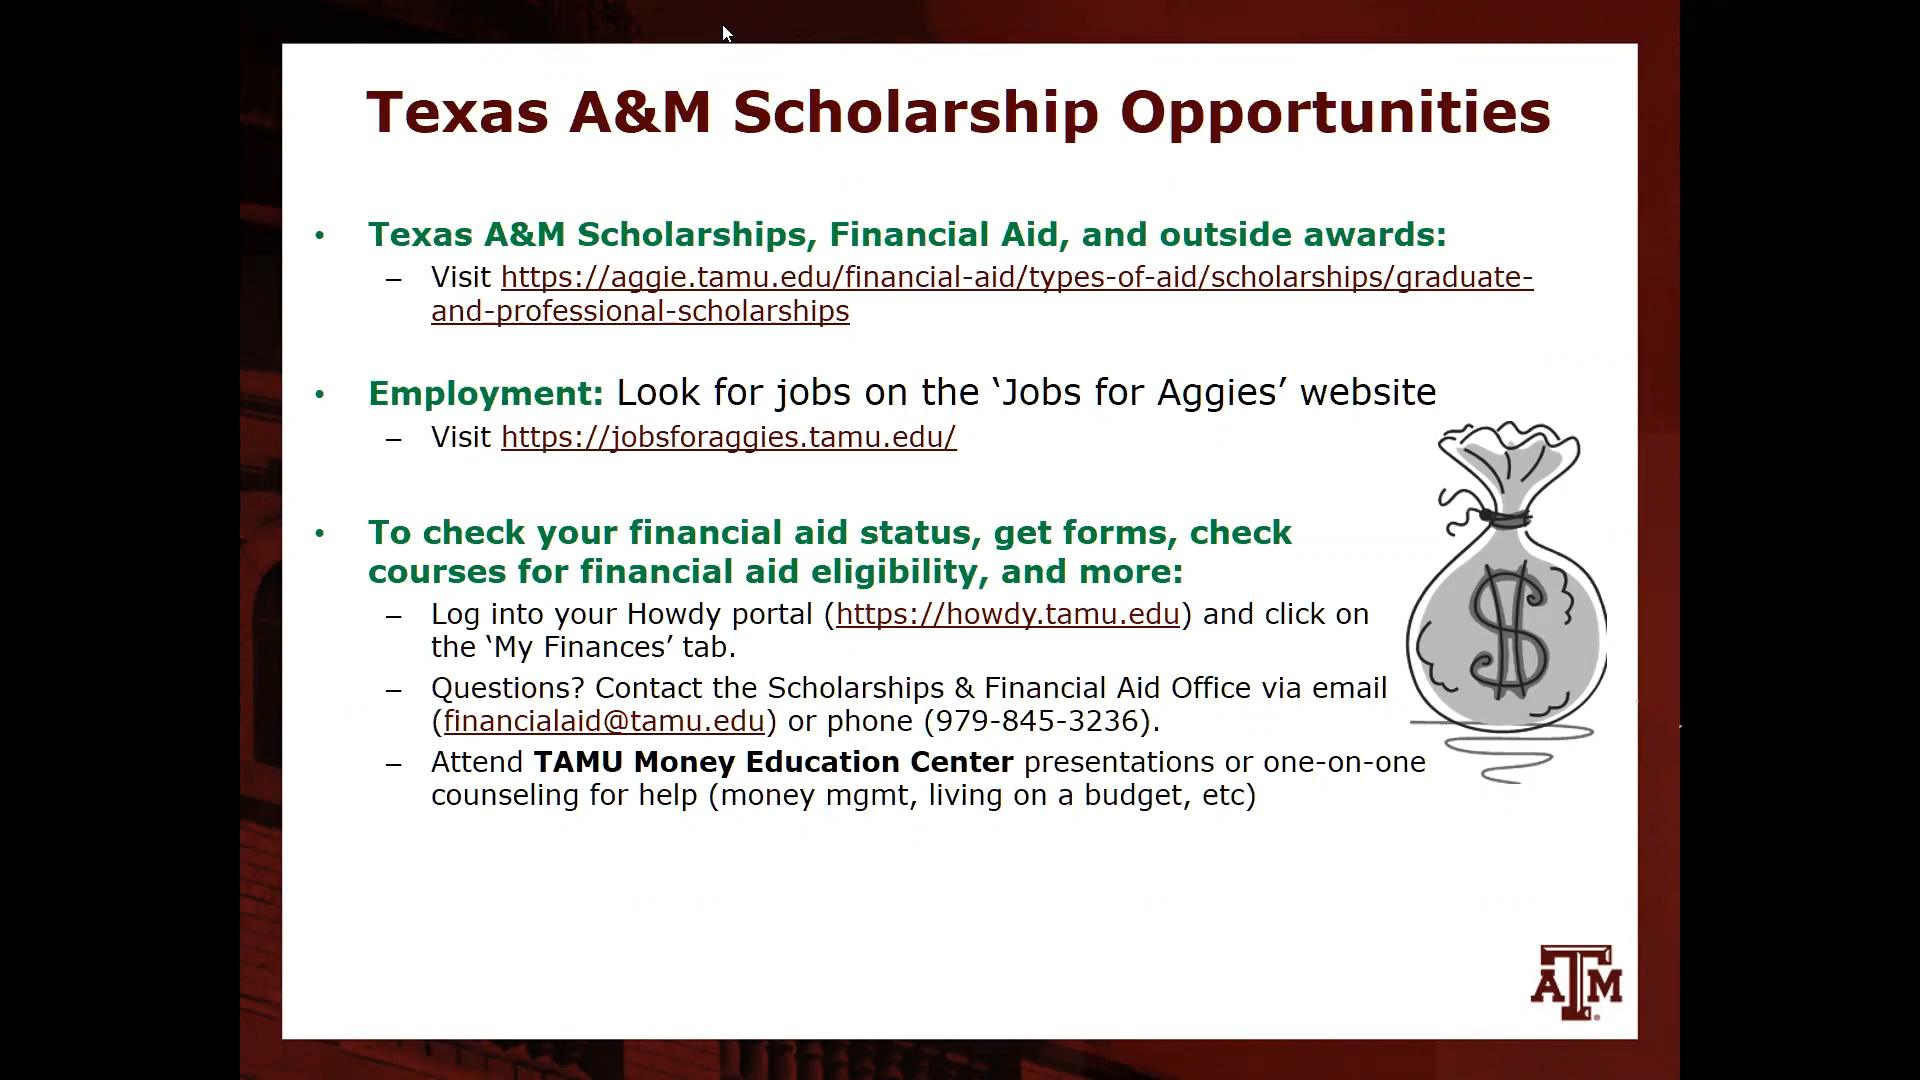 Texas A&M Scholarship Opportunities
• Texas A&M Scholarships, Financial Aid, and outside awards:
– Visit https://aggie.tamu.edu/financial-aid/types-of-aid/scholarships/graduate-
and-professional-scholarships
• Employment: Look for jobs on the ‘Jobs for Aggies’ website
– Visit https://jobsforaggies.tamu.edu/
• To check your financial aid status, get forms, check
courses for financial aid eligibility, and more:
– Log into your Howdy portal (https://howdy.tamu.edu) and click on
the ‘My Finances’ tab.
– Questions? Contact the Scholarships & Financial Aid Office via email
(financialaid@tamu.edu) or phone (979-845-3236).
– Attend TAMU Money Education Center presentations or one-on-one
counseling for help (money mgmt, living on a budget, etc)
$
ATM®